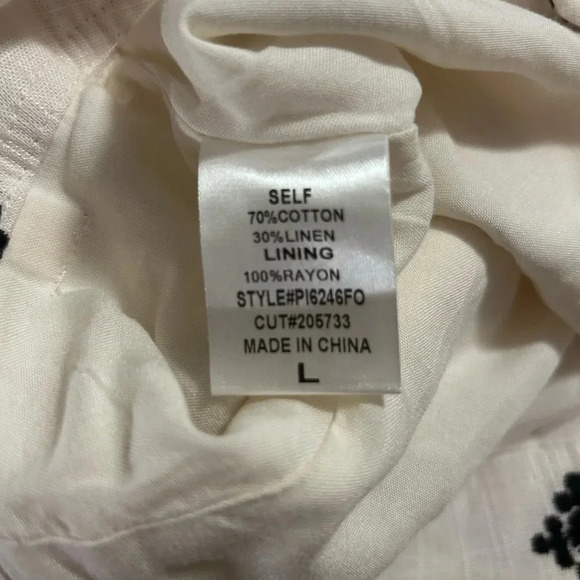 SELF
70%COTTON
30%LINEN
LINING
100%RAYON
STYLE#PI6246FO
CUT#205733
MADE IN CHINA
L